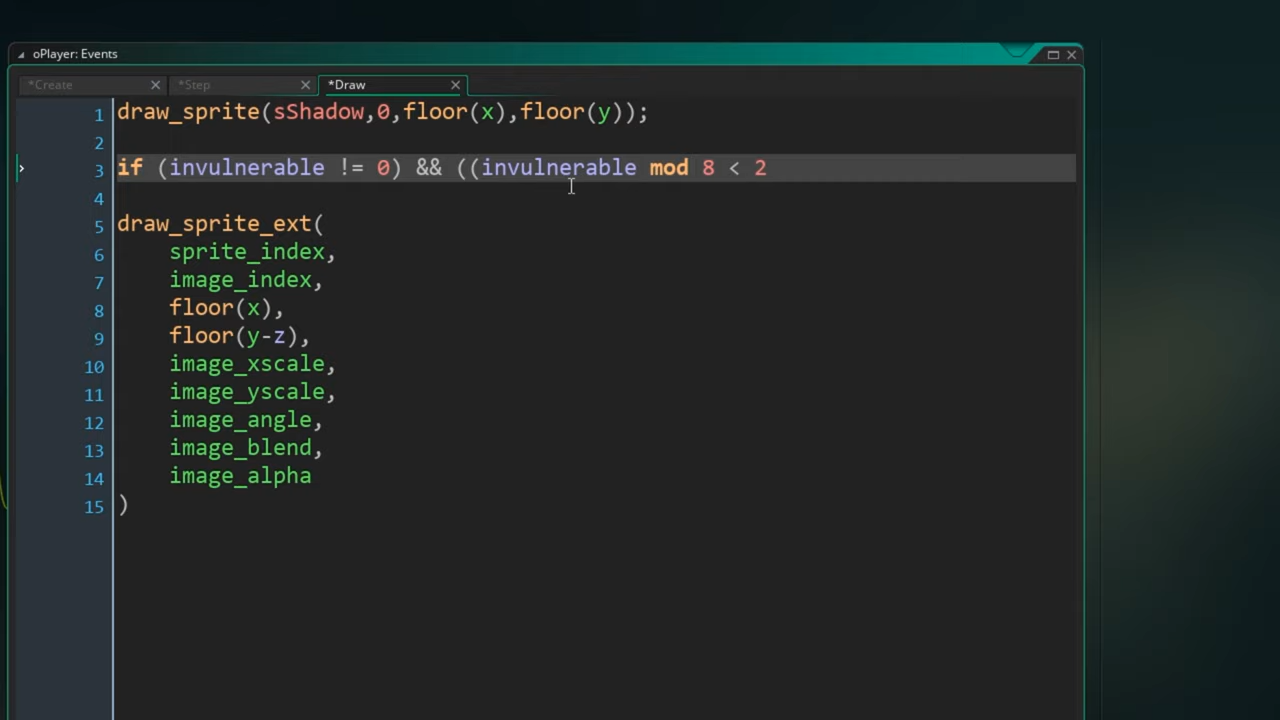 oPlayer: Events
*Create *Step *Draw
1 draw_sprite(sShadow,0,floor(x),floor(y));
2
3 if (invulnerable != 0) && ((invulnerable mod 8 < 2
4
5 draw_sprite_ext(
6 sprite_index,
7 image_index,
8 floor(x),
9 floor(y-z),
10 image_xscale,
11 image_yscale,
12 image_angle,
13 image_blend,
14 image_alpha
15 )